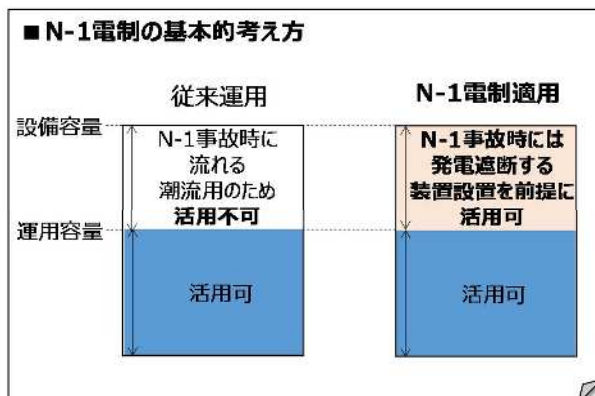 ■N-1電制の基本的考え方
従来運用
N-1電制適用
設備容量
N-1事故時に
流れる
潮流用のため
活用不可
N-1事故時には
発電遮断する
装置設置を前提に
活用可
運用容量
活用可
活用可